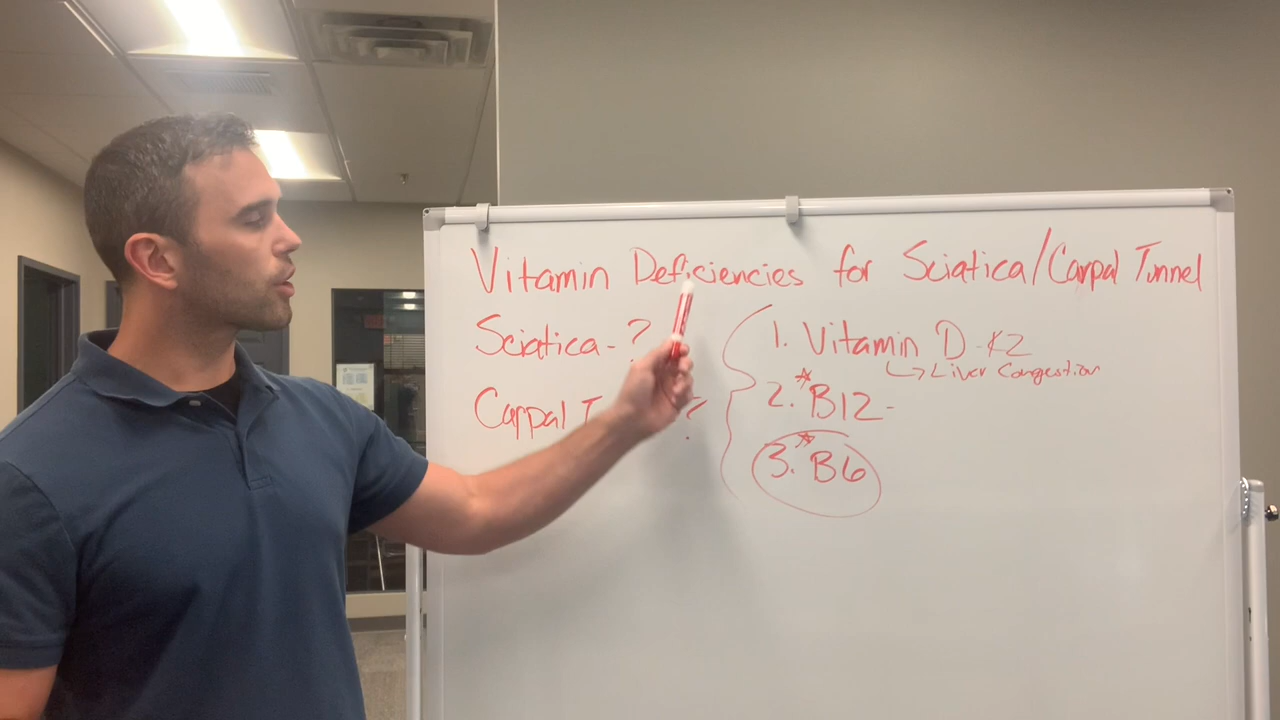 Vitamin Deficiencies for Sciatica/Carpal Tunnel
Sciatica - ?
Carpal T ?
1. Vitamin D - K2
↳ Liver Congestion
2. *B12 -
3. *B6